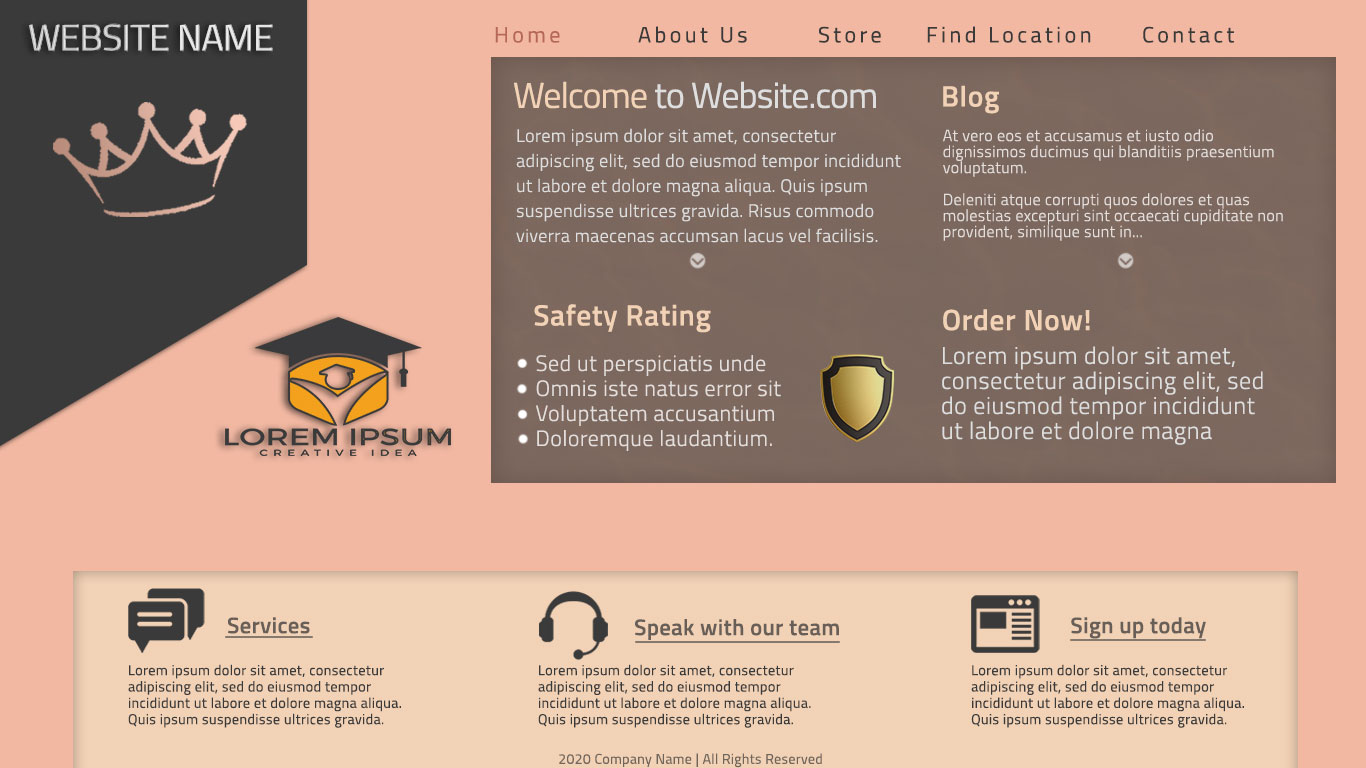 WEBSITE NAME
Home About Us Store Find Location Contact
Welcome to Website.com
Lorem ipsum dolor sit amet, consectetur
adipiscing elit, sed do eiusmod tempor incididunt
ut labore et dolore magna aliqua. Quis ipsum
suspendisse ultrices gravida. Risus commodo
viverra maecenas accumsan lacus vel facilisis.
Blog
At vero eos et accusamus et iusto odio
dignissimos ducimus qui blanditiis praesentium
voluptatum.
Deleniti atque corrupti quos dolores et quas
molestias excepturi sint occaecati cupiditate non
provident, similique sunt in...
Safety Rating
Sed ut perspiciatis unde
Omnis iste natus error sit
Voluptatem accusantium
Doloremque laudantium.
Order Now!
Lorem ipsum dolor sit amet,
consectetur adipiscing elit, sed
do eiusmod tempor incididunt
ut labore et dolore magna
LOREM IPSUM
CREATIVE IDEA
Services
Lorem ipsum dolor sit amet, consectetur
adipiscing elit, sed do eiusmod tempor
incididunt ut labore et dolore magna aliqua.
Quis ipsum suspendisse ultrices gravida.
Speak with our team
Lorem ipsum dolor sit amet, consectetur
adipiscing elit, sed do eiusmod tempor
incididunt ut labore et dolore magna aliqua.
Quis ipsum suspendisse ultrices gravida.
Sign up today
Lorem ipsum dolor sit amet, consectetur
adipiscing elit, sed do eiusmod tempor
incididunt ut labore et dolore magna aliqua.
Quis ipsum suspendisse ultrices gravida.
2020 Company Name | All Rights Reserved